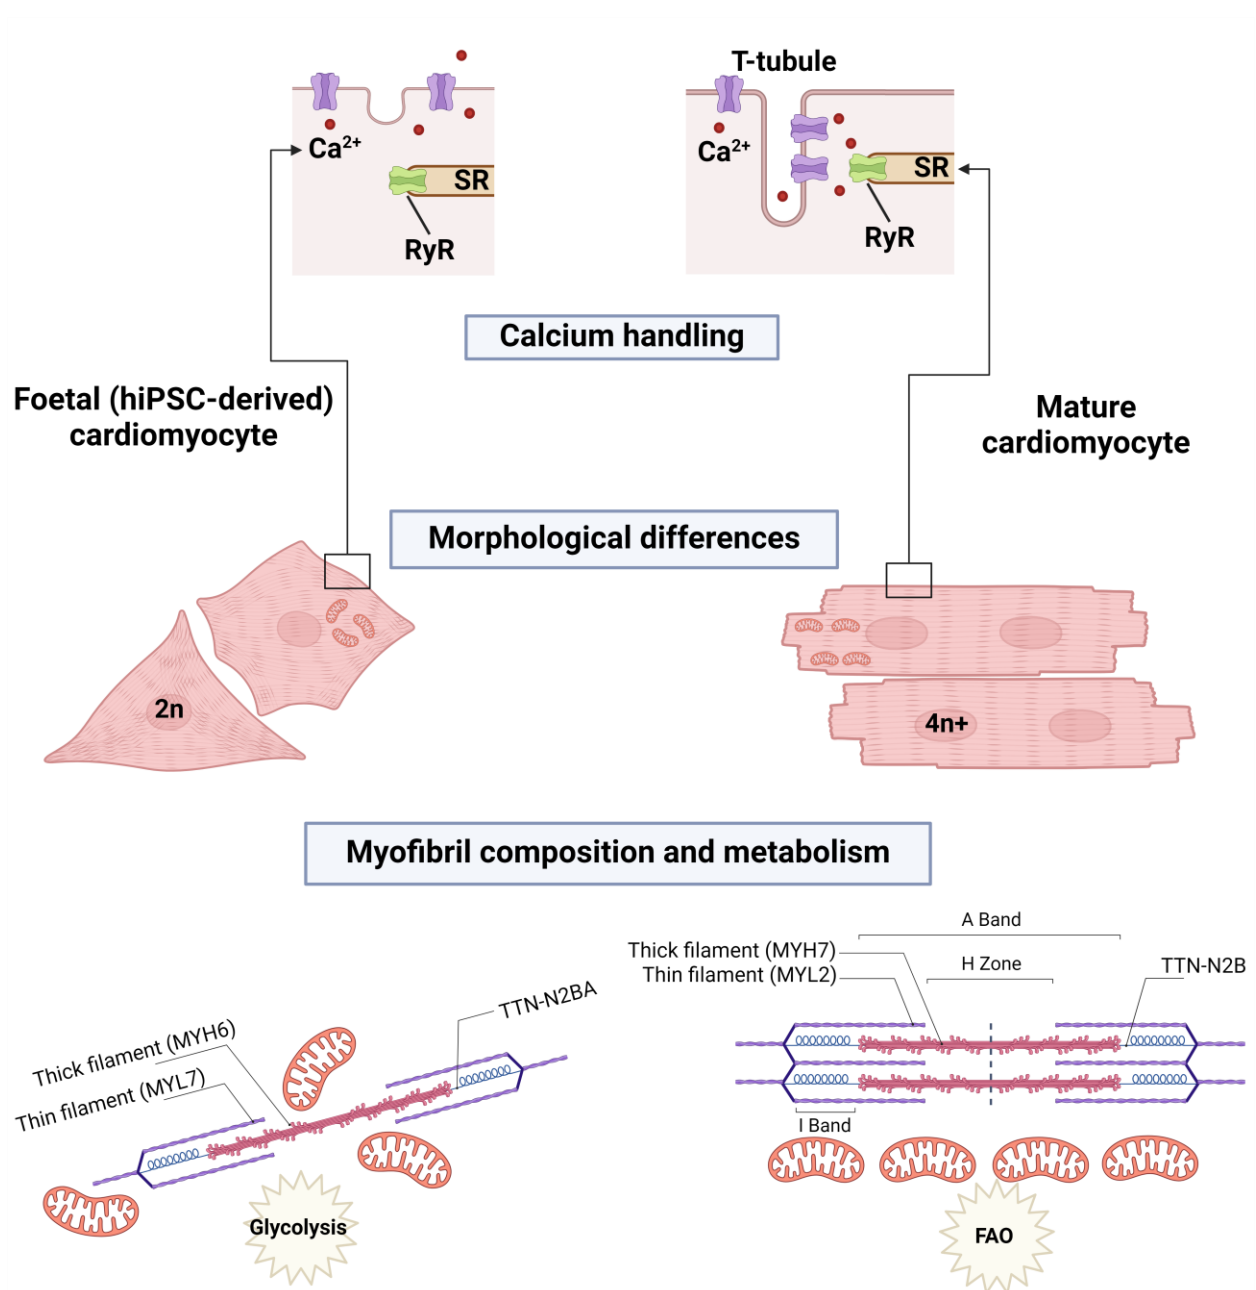 T-tubule
Ca²⁺
SR
RyR
Ca²⁺
SR
RyR
Calcium handling
Foetal (hiPSC-derived)
cardiomyocyte
Mature
cardiomyocyte
Morphological differences
2n
4n+
Myofibril composition and metabolism
Thick filament (MYH6)
Thin filament (MYL7)
TTN-N2BA
Glycolysis
A Band
Thick filament (MYH7)
Thin filament (MYL2)
H Zone
TTN-N2B
I Band
FAO